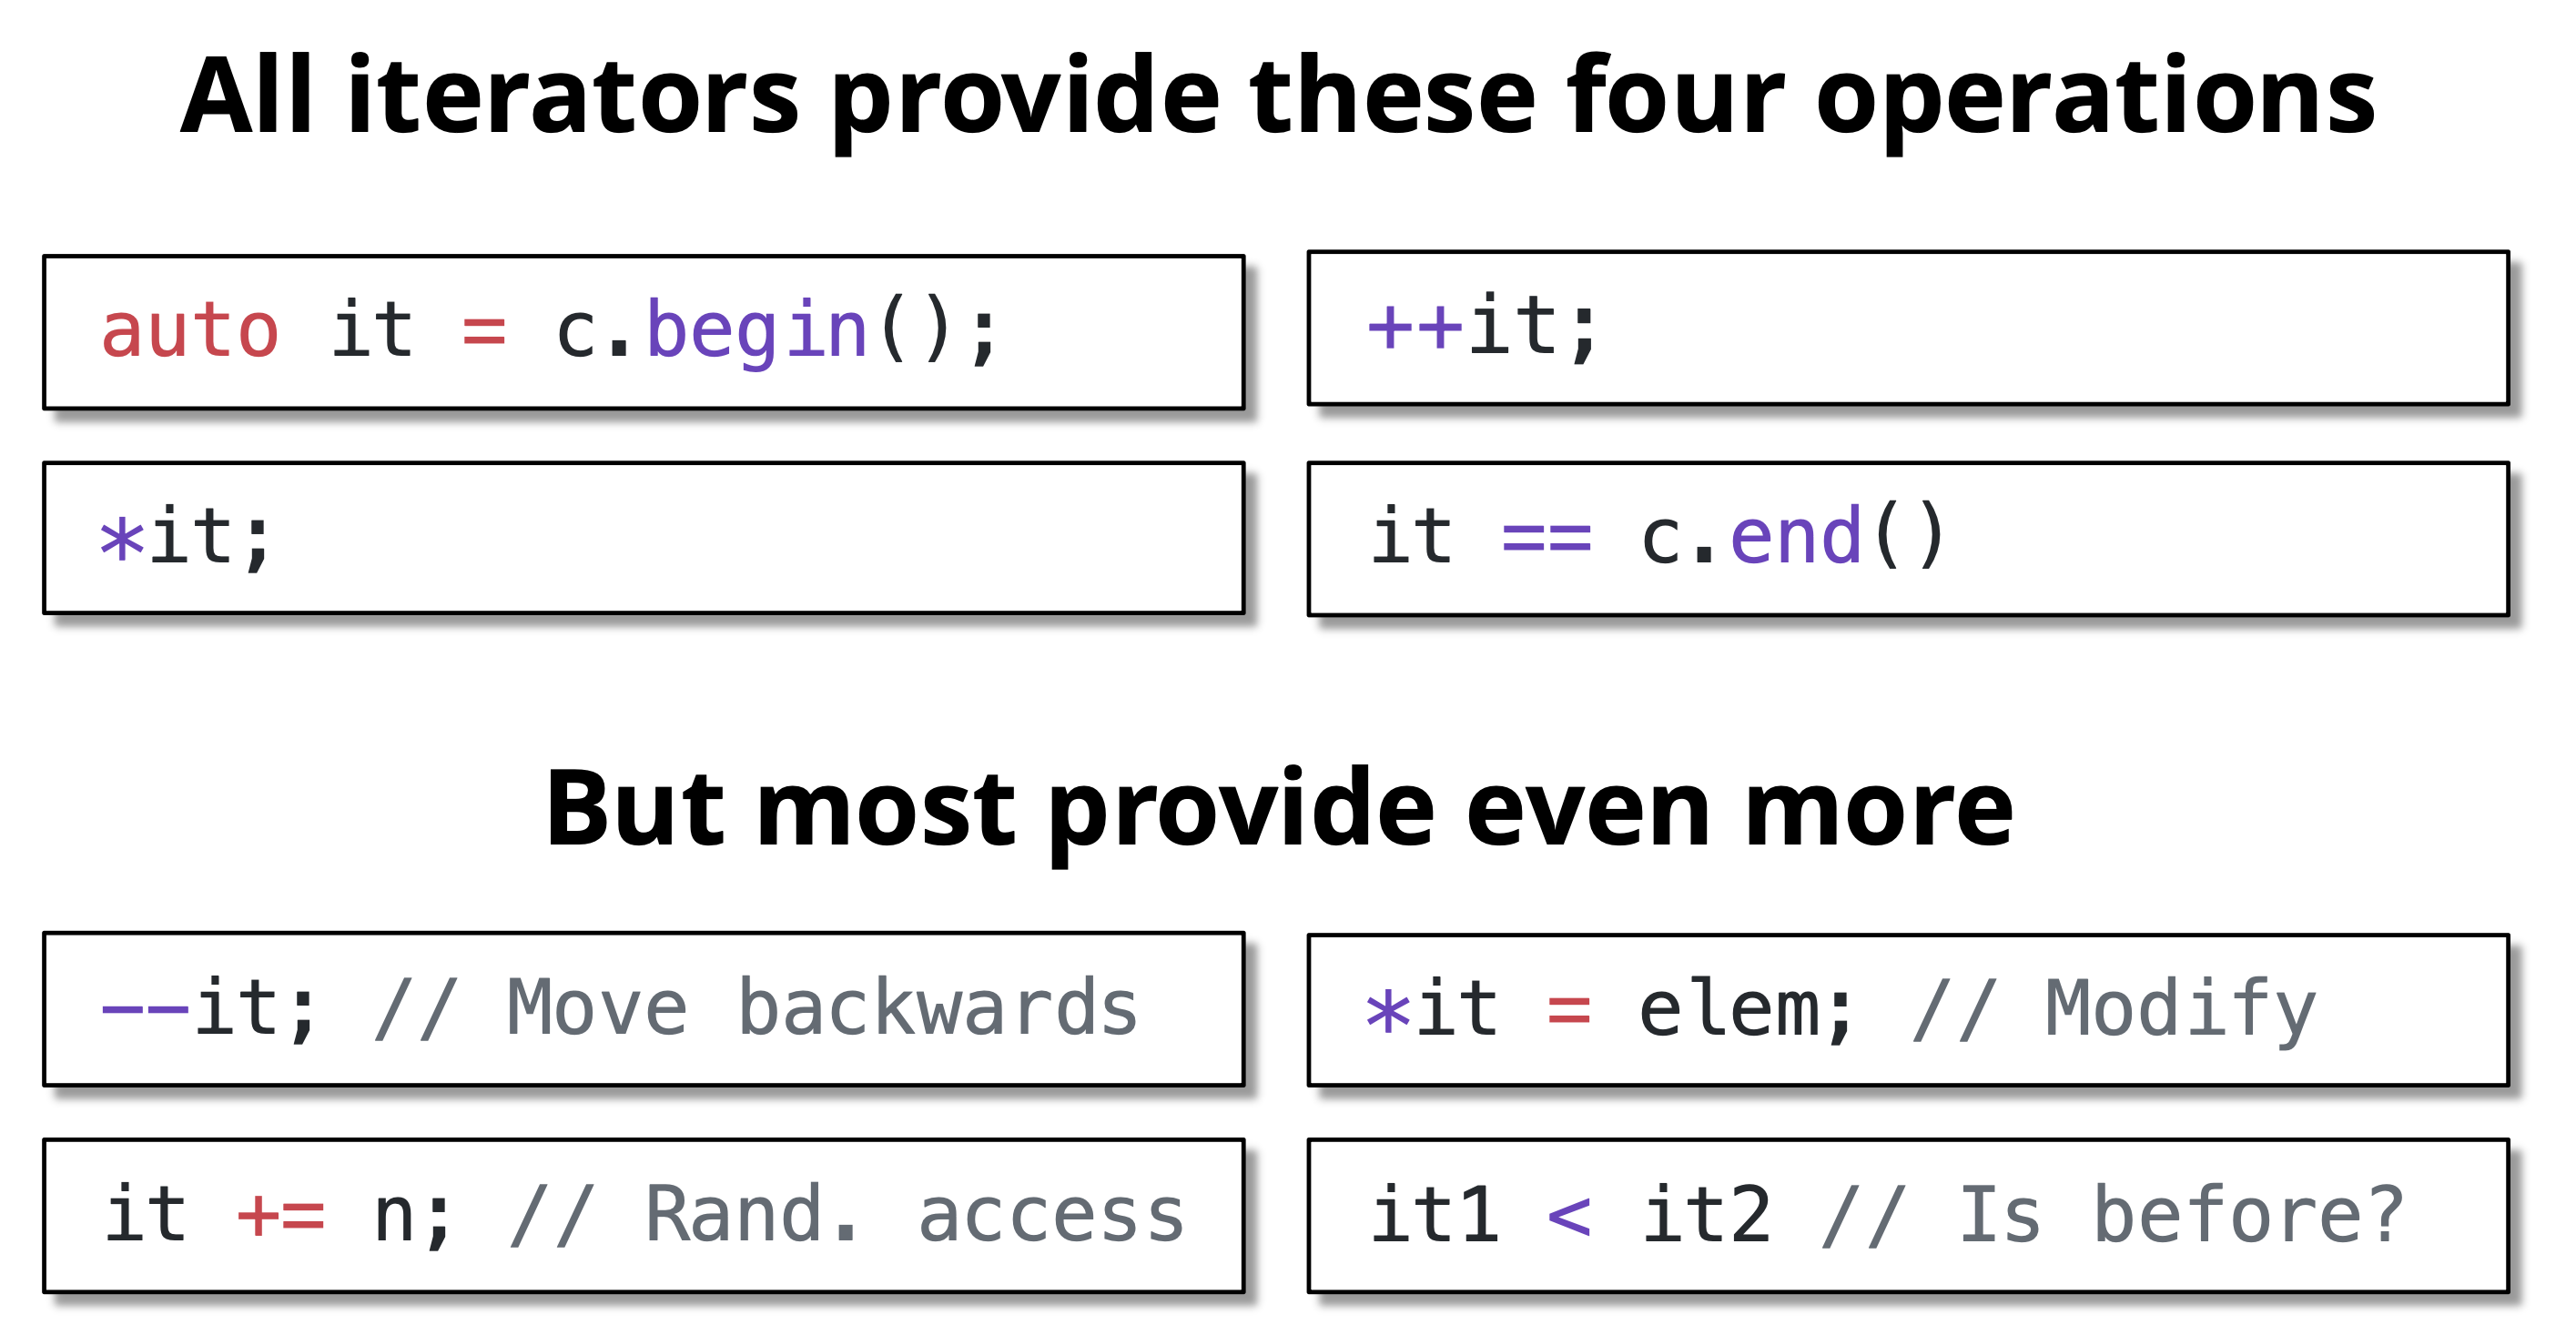 All iterators provide these four operations
auto it = c.begin();
++it;
*it;
it == c.end()
But most provide even more
--it; // Move backwards
*it = elem; // Modify
it += n; // Rand. access
it1 < it2 // Is before?